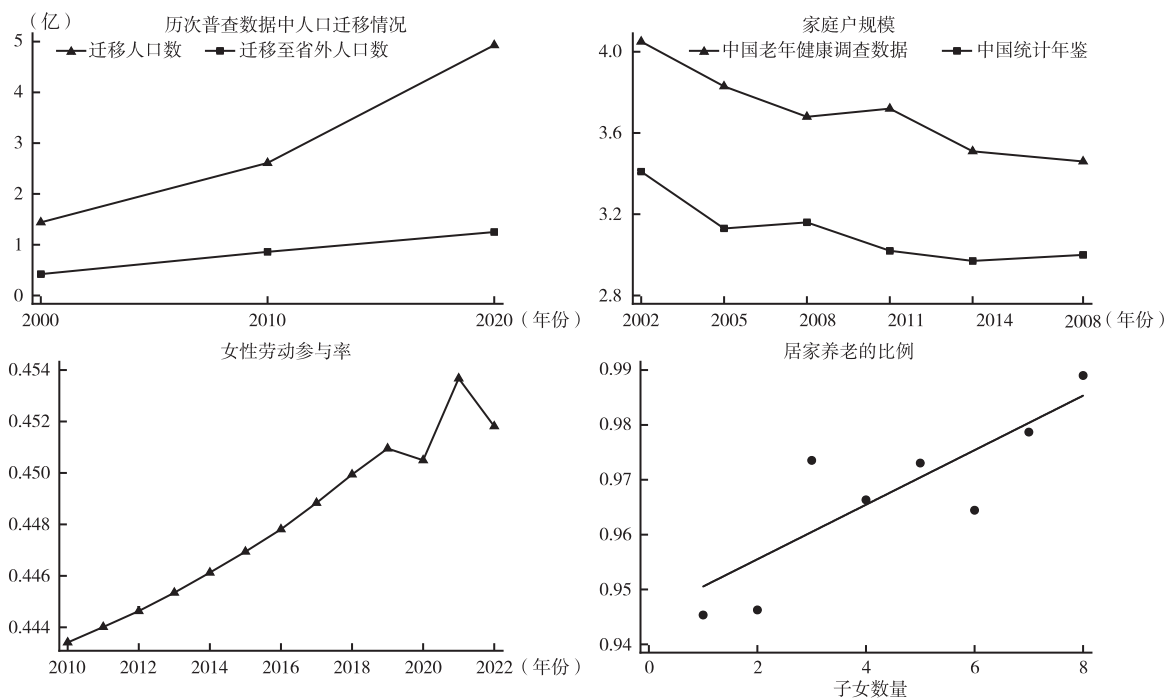 （亿）
历次普查数据中人口迁移情况
迁移人口数 迁移至省外人口数
5
4
3
2
1
0
2000 2010 2020（年份）
家庭户规模
中国老年健康调查数据 中国统计年鉴
4.0
3.6
3.2
2.8
2002 2005 2008 2011 2014 2008（年份）
女性劳动参与率
0.454
0.452
0.450
0.448
0.446
0.444
2010 2012 2014 2016 2018 2020 2022（年份）
居家养老的比例
0.99
0.98
0.97
0.96
0.95
0.94
0 2 4 6 8
子女数量